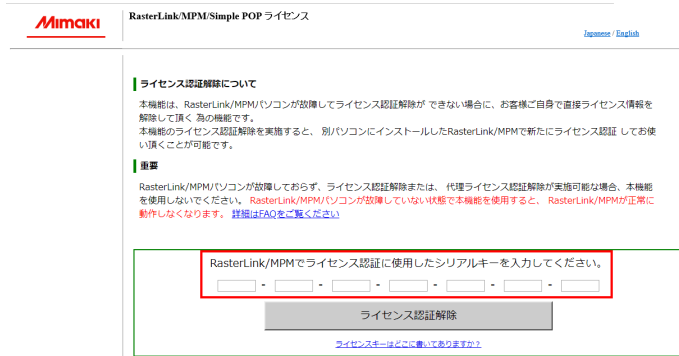 Mimaki
RasterLink/MPM/Simple POP ライセンス
Japanese / English
ライセンス認証解除について
本機能は、RasterLink/MPMパソコンが故障してライセンス認証解除が できない場合に、お客様ご自身で直接ライセンス情報を
解除して頂く 為の機能です。
本機能のライセンス認証解除を実施すると、 別パソコンにインストールしたRasterLink/MPMで新たにライセンス認証 してお使
い頂くことが可能です。
重要
RasterLink/MPMパソコンが故障しておらず、ライセンス認証解除または、 代理ライセンス認証解除が実施可能な場合、本機能
を使用しないでください。 RasterLink/MPMパソコンが故障していない状態で本機能を使用すると、 RasterLink/MPMが正常に
動作しなくなります。 詳細はFAQをご覧ください
RasterLink/MPMでライセンス認証に使用したシリアルキーを入力してください。
- - - - - -
ライセンス認証解除
ライセンスキーはどこに書いてありますか？